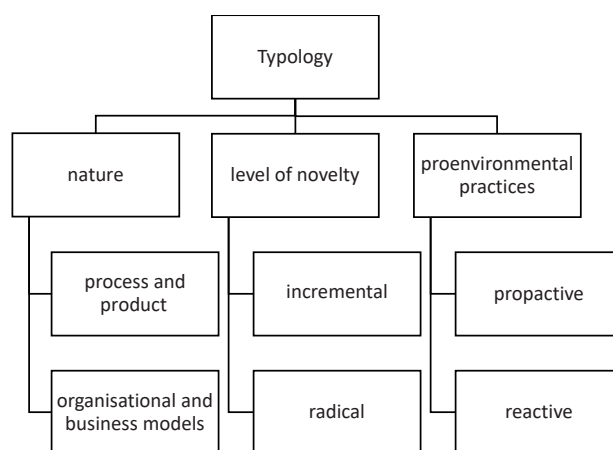 Typology
nature
level of novelty
proenvironmental
practices
process and
product
incremental
propactive
organisational and
business models
radical
reactive